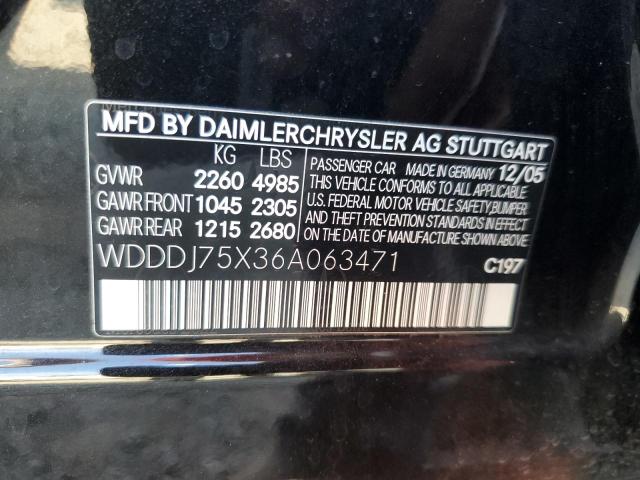 MFD BY DAIMLERCHRYSLER AG STUTTGART
KG LBS
GVWR 2260 4985
GAWR FRONT 1045 2305
GAWR REAR 1215 2680
PASSENGER CAR MADE IN GERMANY 12/05
THIS VEHICLE CONFORMS TO ALL APPLICABLE
U.S. FEDERAL MOTOR VEHICLE SAFETY, BUMPER
AND THEFT PREVENTION STANDARDS IN EFFECT
ON THE DATE OF MANUFACTURE SHOWN ABOVE
WDDDJ75X36A063471
C197